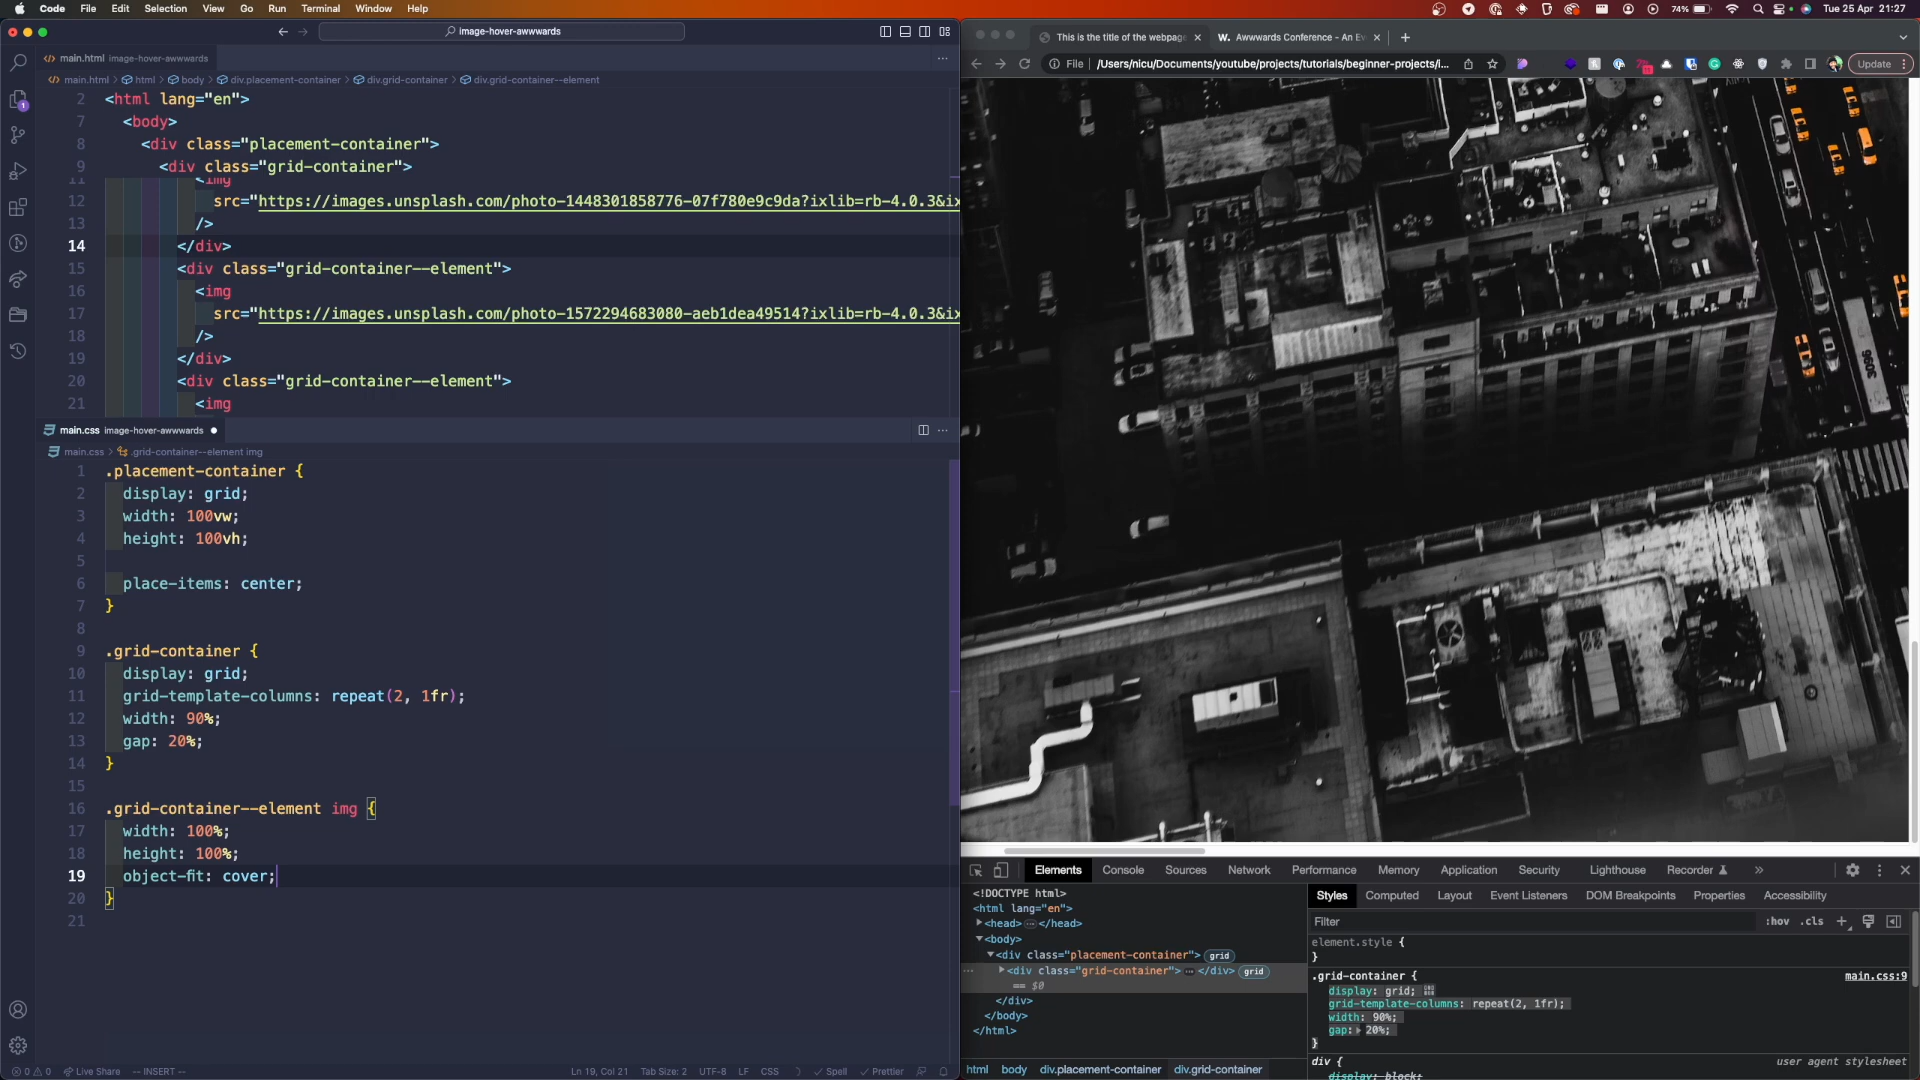 Code File Edit Selection View Go Run Terminal Window Help
74% Tue 25 Apr 21:27
image-hover-awwwards
main.html image-hover-awwwards
main.html > html > body > div.placement-container > div.grid-container > div.grid-container--element
2 <html lang="en">
7 <body>
8 <div class="placement-container">
9 <div class="grid-container">
11 <img
12 src="https://images.unsplash.com/photo-1448301858776-07f780e9c9da?ixlib=rb-4.0.3&ix
13 />
14 </div>
15 <div class="grid-container--element">
16 <img
17 src="https://images.unsplash.com/photo-1572294683080-aeb1dea49514?ixlib=rb-4.0.3&ix
18 />
19 </div>
20 <div class="grid-container--element">
21 <img
main.css image-hover-awwwards
main.css > .grid-container--element img
1 .placement-container {
2 display: grid;
3 width: 100vw;
4 height: 100vh;
5
6 place-items: center;
7 }
8
9 .grid-container {
10 display: grid;
11 grid-template-columns: repeat(2, 1fr);
12 width: 90%;
13 gap: 20%;
14 }
15
16 .grid-container--element img {
17 width: 100%;
18 height: 100%;
19 object-fit: cover;
20 }
21
0 0 Live Share -- INSERT -- Ln 19, Col 21 Tab Size: 2 UTF-8 LF CSS Spell Prettier
This is the title of the webpage
W. Awwwards Conference - An Ev
File /Users/nicu/Documents/youtube/projects/tutorials/beginner-projects/i... Update
3096
Elements Console Sources Network Performance Memory Application Security Lighthouse Recorder
<!DOCTYPE html>
<html lang="en">
<head> </head>
<body>
<div class="placement-container"> grid
<div class="grid-container"> </div> grid
== $0
</div>
</body>
</html>
html body div.placement-container div.grid-container
Styles Computed Layout Event Listeners DOM Breakpoints Properties Accessibility
Filter :hov .cls
element.style {
}
.grid-container { main.css:9
display: grid;
grid-template-columns: repeat(2, 1fr);
width: 90%;
gap: 20%;
}
div { user agent stylesheet
display: block;